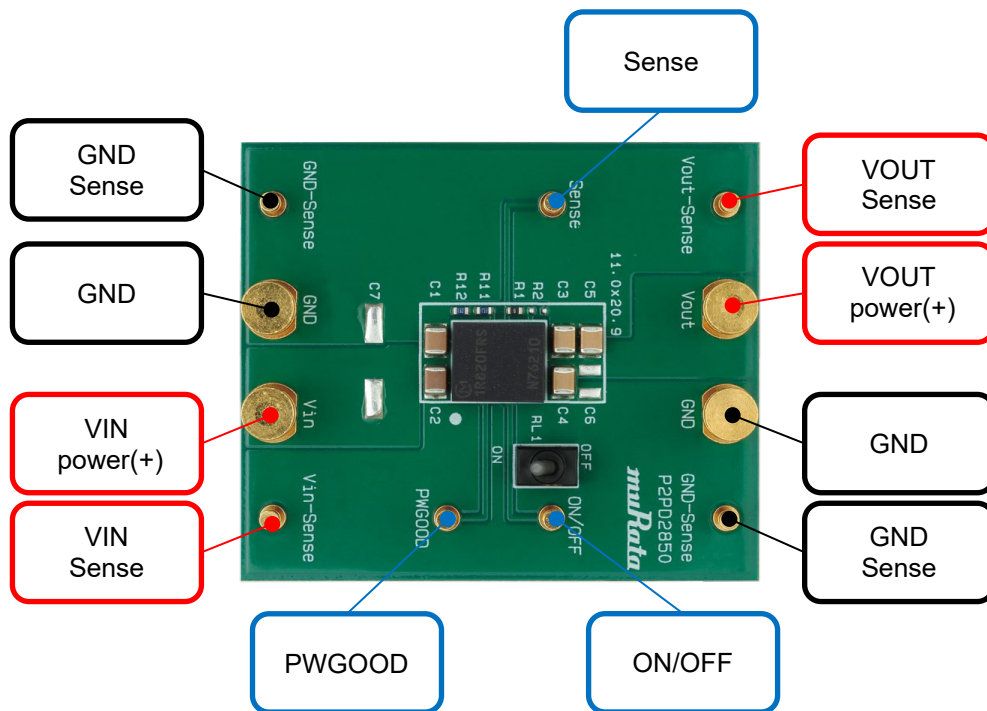 Sense
GND
Sense
GND
VIN
power(+)
VIN
Sense
VOUT
Sense
VOUT
power(+)
GND
GND
Sense
PWGOOD
ON/OFF
GND-Sense
Sense
Vout-Sense
GND
C7
C1
R12
R11
R1
R2
C3
C5
11.0x20.9
Vout
1R620FRS
N76210
Vin
C2
C4
C6
GND
RL1
ON
OFF
Vin-Sense
PWGOOD
ON/OFF
muRata
P2PD2850
GND-Sense